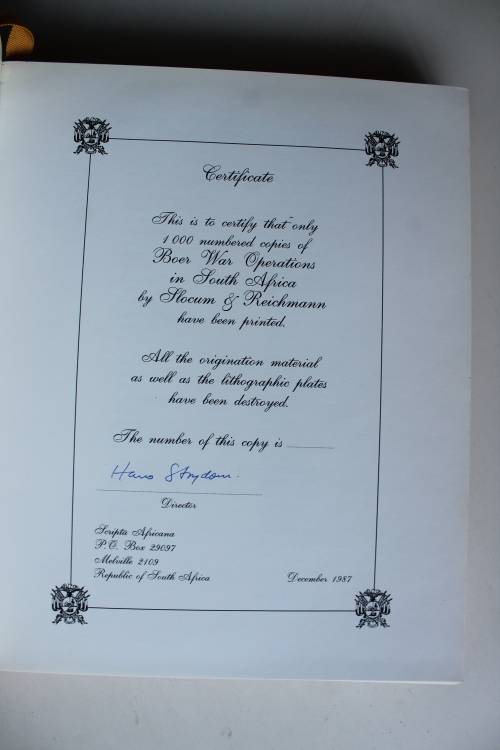 Certificate
This is to certify that only
1 000 numbered copies of
Boer War Operations
in South Africa
by Slocum & Reichmann
have been printed.
All the origination material
as well as the lithographic plates
have been destroyed.
The number of this copy is
Hans Strydom.
Director
Scripta Africana
P.O. Box 29097
Melville 2109
Republic of South Africa
December 1987